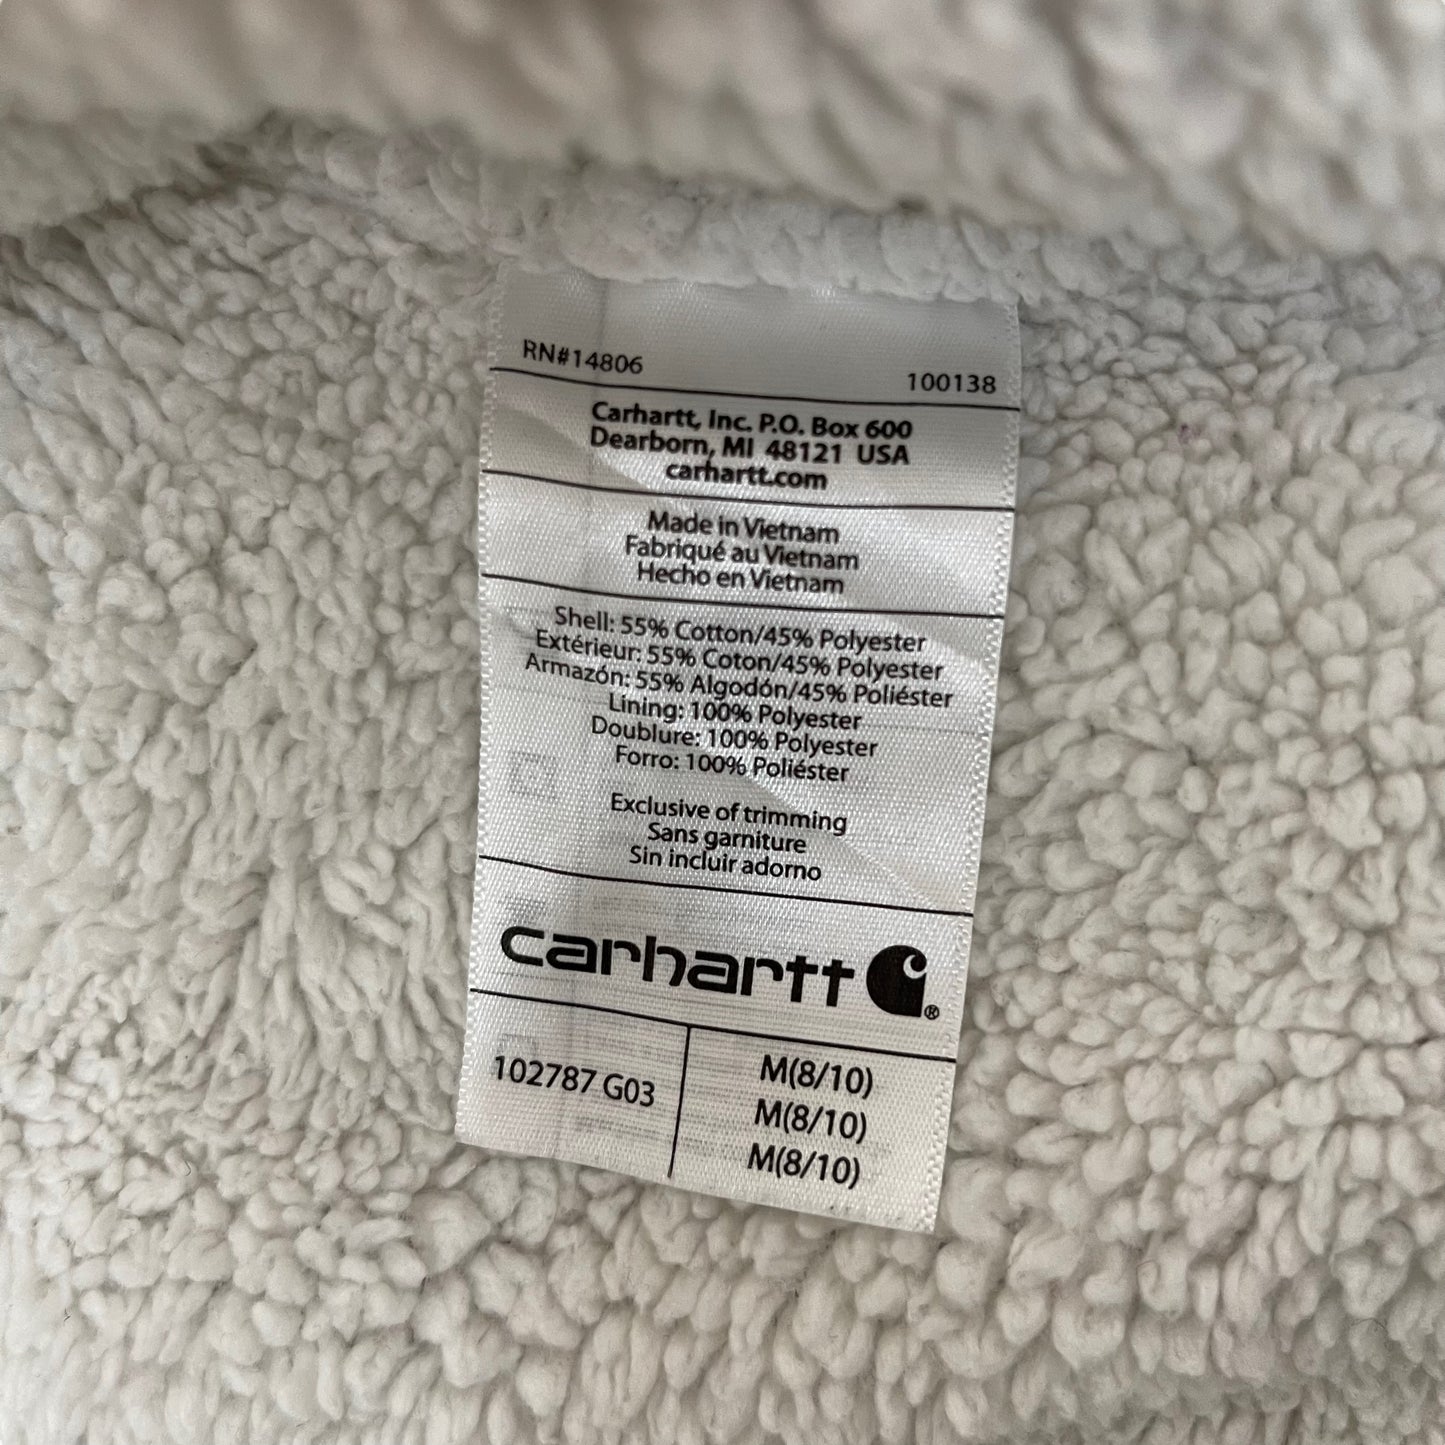 RN#14806
100138
Carhartt, Inc. P.O. Box 600
Dearborn, MI 48121 USA
carhartt.com
Made in Vietnam
Fabriqué au Vietnam
Hecho en Vietnam
Shell: 55% Cotton/45% Polyester
Extérieur: 55% Coton/45% Polyester
Armazón: 55% Algodón/45% Poliéster
Lining: 100% Polyester
Doublure: 100% Polyester
Forro: 100% Poliéster
Exclusive of trimming
Sans garniture
Sin incluir adorno
carhartt ®
102787 G03
M(8/10)
M(8/10)
M(8/10)